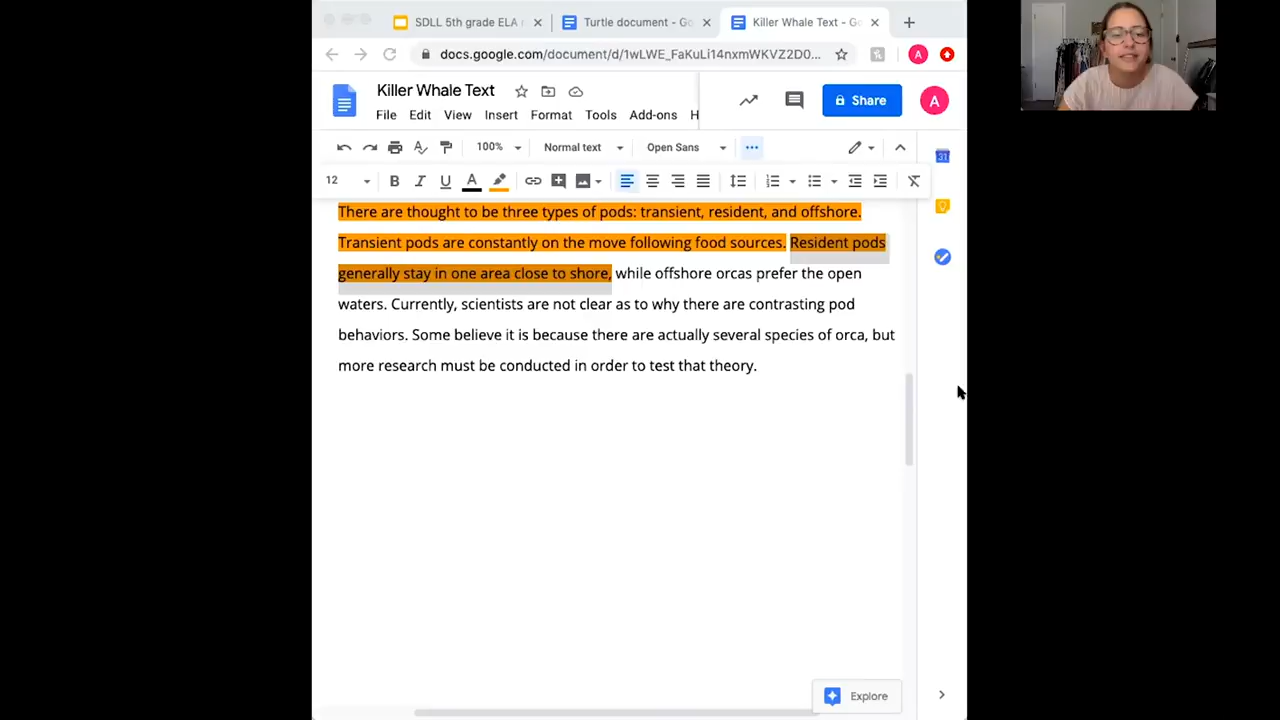 SDLL 5th grade ELA
Turtle document - Go
Killer Whale Text - Go
docs.google.com/document/d/1wLWE_FaKuLi14nxmWKVZ2D0...
A
Killer Whale Text
Share
A
File Edit View Insert Format Tools Add-ons H
100% Normal text Open Sans
31
12 B I U A
There are thought to be three types of pods: transient, resident, and offshore.
Transient pods are constantly on the move following food sources. Resident pods
generally stay in one area close to shore, while offshore orcas prefer the open
waters. Currently, scientists are not clear as to why there are contrasting pod
behaviors. Some believe it is because there are actually several species of orca, but
more research must be conducted in order to test that theory.
Explore